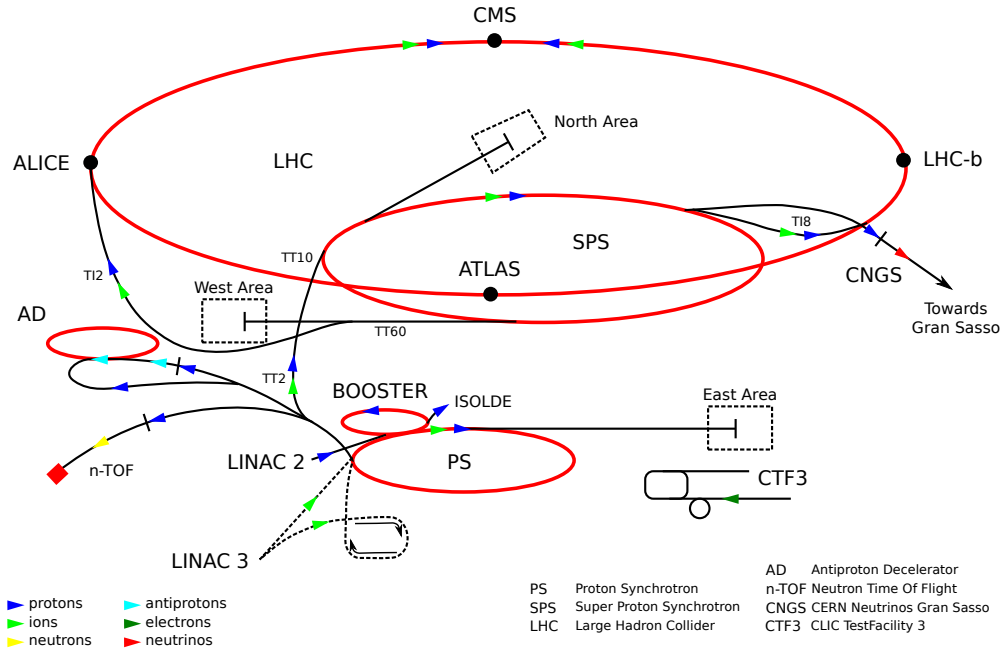 CMS
ALICE
LHC
North Area
LHC-b
TI8
SPS
TT10
ATLAS
CNGS
TI2
West Area
Towards
Gran Sasso
AD
TT60
TT2
BOOSTER
ISOLDE
East Area
n-TOF
LINAC 2
PS
CTF3
LINAC 3
protons
ions
neutrons
antiprotons
electrons
neutrinos
PS Proton Synchrotron
SPS Super Proton Synchrotron
LHC Large Hadron Collider
AD Antiproton Decelerator
n-TOF Neutron Time Of Flight
CNGS CERN Neutrinos Gran Sasso
CTF3 CLIC TestFacility 3